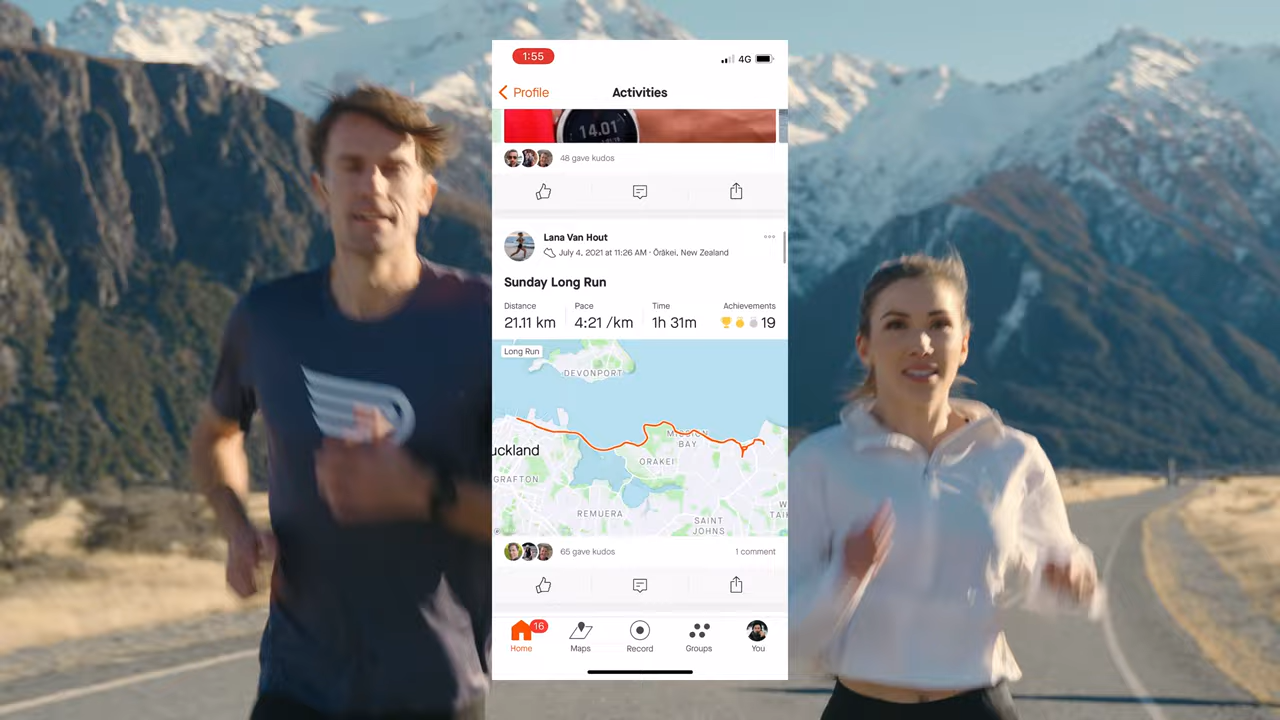 1:55
4G
Profile
Activities
14.01
48 gave kudos
Lana Van Hout
July 4, 2021 at 11:26 AM · Ōrākei, New Zealand
Sunday Long Run
Distance Pace Time Achievements
21.11 km 4:21 /km 1h 31m 19
Long Run
DEVONPORT
MISSION
BAY
uckland
ORAKEI
GRAFTON
REMUERA
SAINT
JOHNS
W
TAI
65 gave kudos
1 comment
16
Home Maps Record Groups You